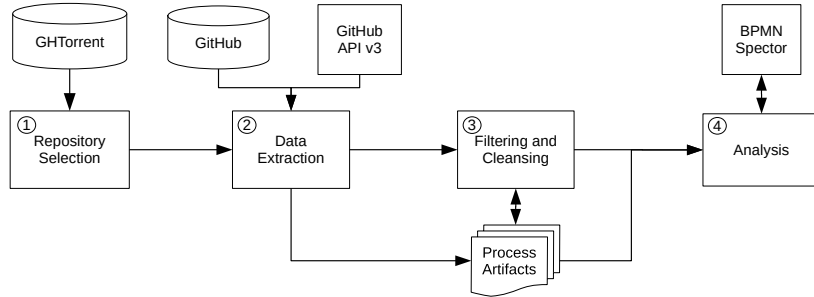 GHTorrent
GitHub
GitHub
API v3
BPMN
Spector
1
Repository
Selection
2
Data
Extraction
3
Filtering and
Cleansing
4
Analysis
Process
Artifacts